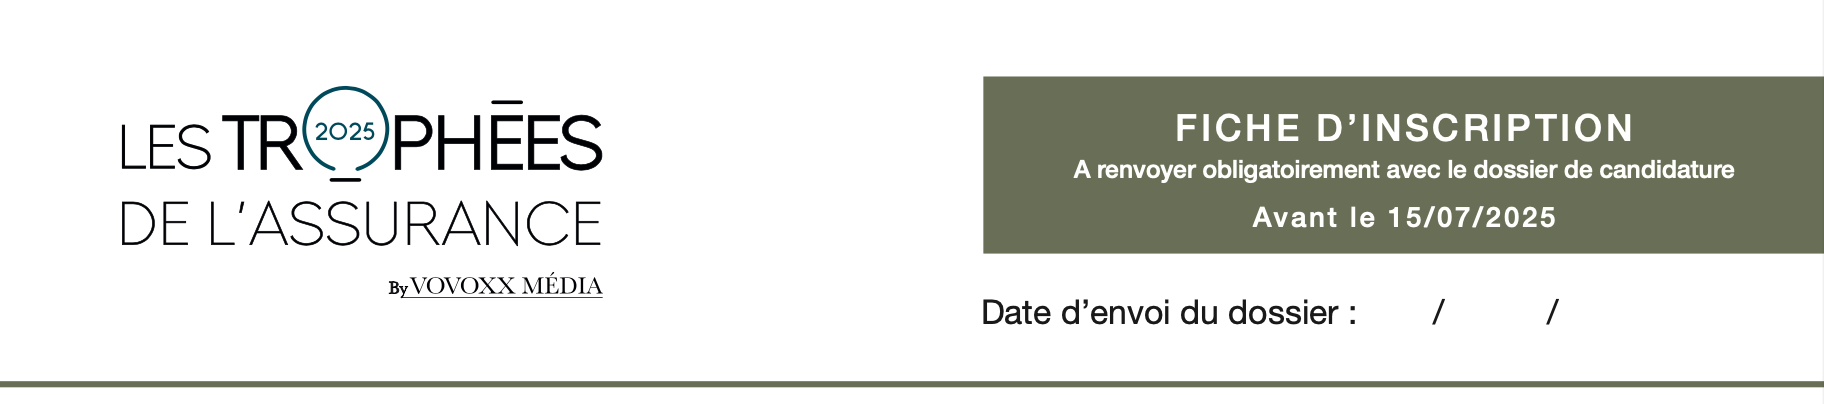 LES TROPHĒES
2025
DE L'ASSURANCE
By VOVOXX MÉDIA
FICHE D'INSCRIPTION
A renvoyer obligatoirement avec le dossier de candidature
Avant le 15/07/2025
Date d'envoi du dossier : / /